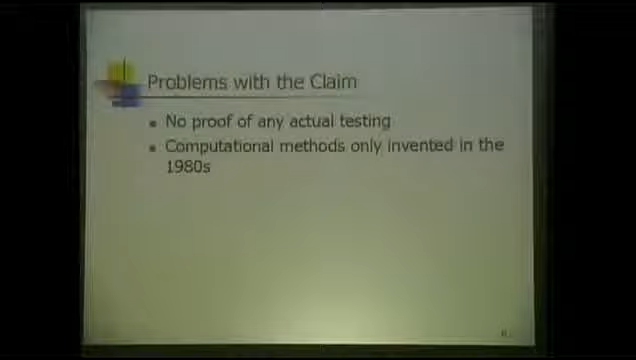 Problems with the Claim
No proof of any actual testing
Computational methods only invented in the
1980s